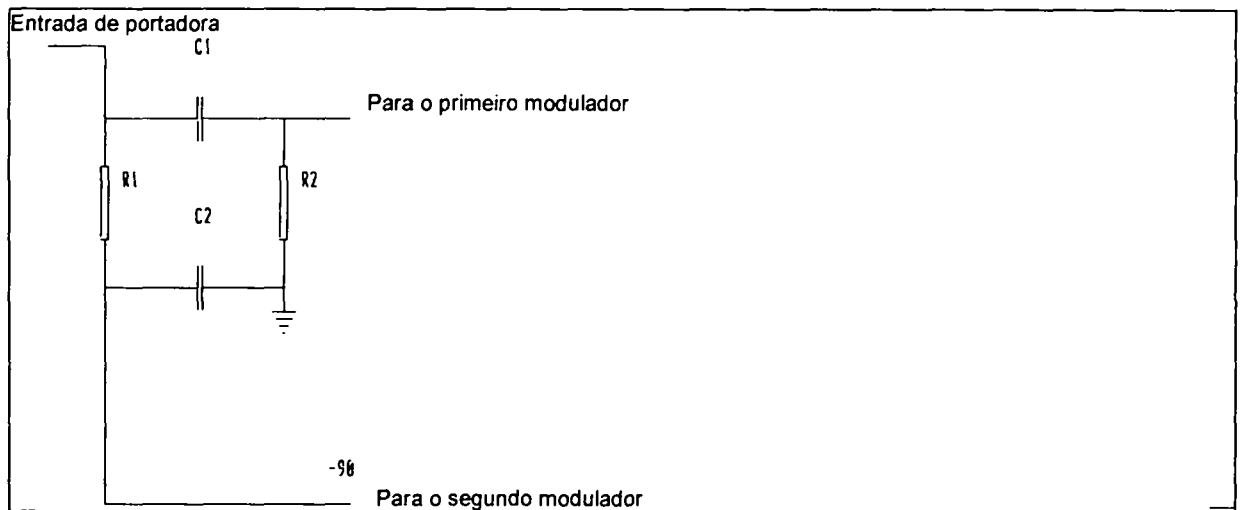 Entrada de portadora
C1
Para o primeiro modulador
R1
R2
C2
-90
Para o segundo modulador